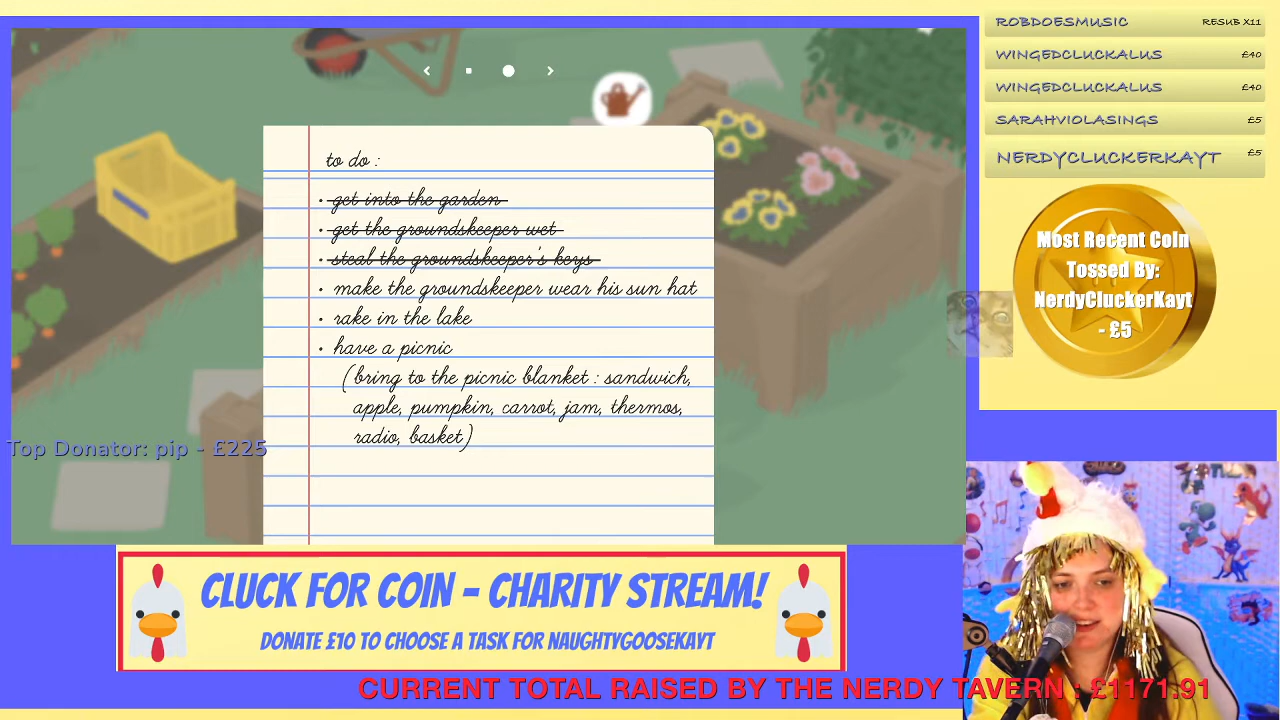 to do :
• get into the garden
• get the groundskeeper wet
• steal the groundskeeper's keys
• make the groundskeeper wear his sun hat
• rake in the lake
• have a picnic
(bring to the picnic blanket : sandwich,
apple, pumpkin, carrot, jam, thermos,
radio, basket)
Top Donator: pip - £225
ROBDOESMUSIC RESUB X11
WINGEDCLUCKALUS £40
WINGEDCLUCKALUS £40
SARAHVIOLASINGS £5
NERDYCLUCKERKAYT £5
Most Recent Coin
Tossed By:
NerdyCluckerKayt
- £5
CLUCK FOR COIN - CHARITY STREAM!
DONATE £10 TO CHOOSE A TASK FOR NAUGHTYGOOSEKAYT
CURRENT TOTAL RAISED BY THE NERDY TAVERN : £1171.91